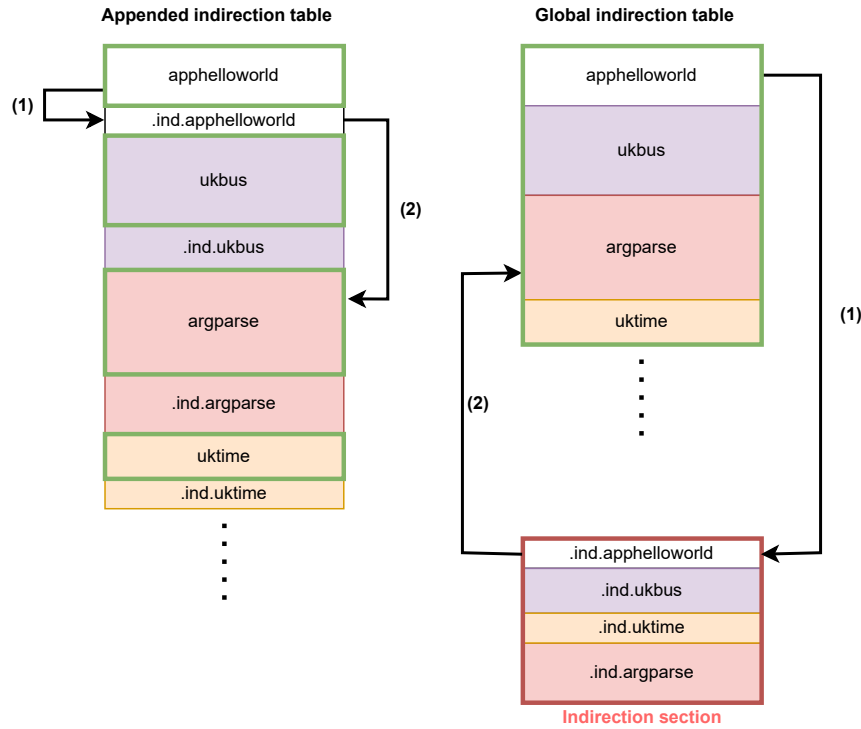 Appended indirection table
apphelloworld
(1)
.ind.apphelloworld
ukbus
(2)
.ind.ukbus
argparse
.ind.argparse
uktime
.ind.uktime
Global indirection table
apphelloworld
ukbus
argparse
uktime
(1)
(2)
.ind.apphelloworld
.ind.ukbus
.ind.uktime
.ind.argparse
Indirection section